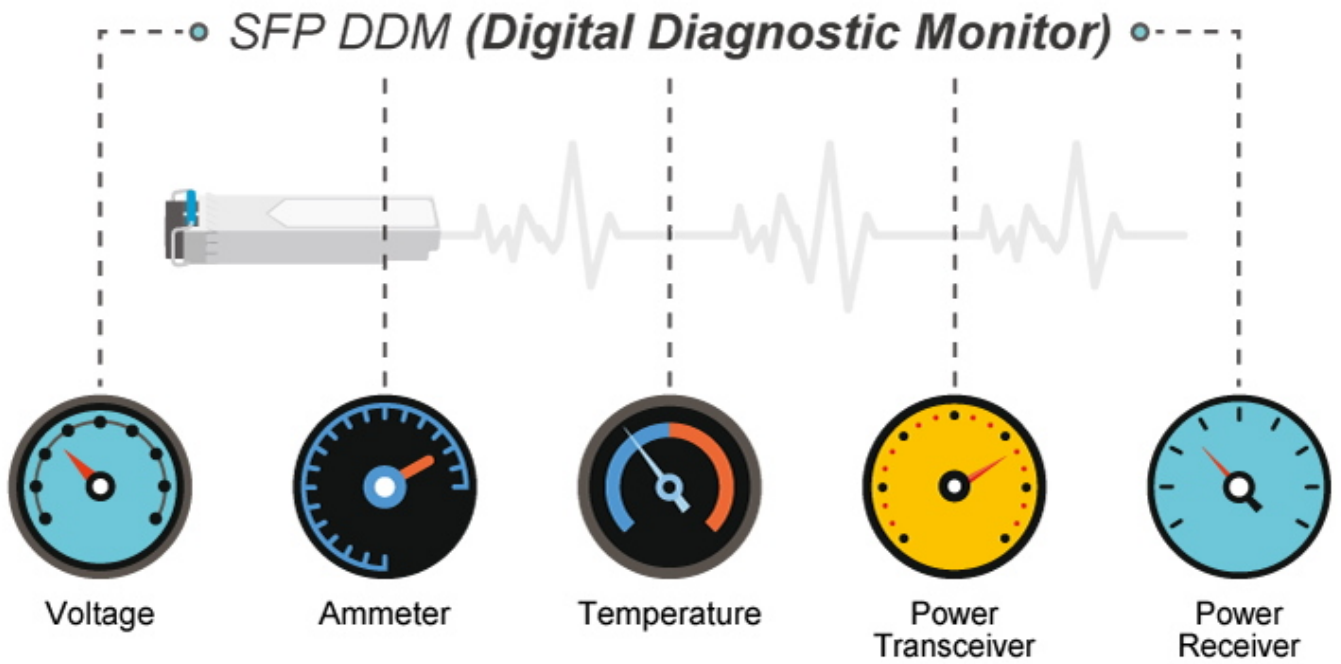 SFP DDM (Digital Diagnostic Monitor)
Voltage
Ammeter
Temperature
Power
Transceiver
Power
Receiver